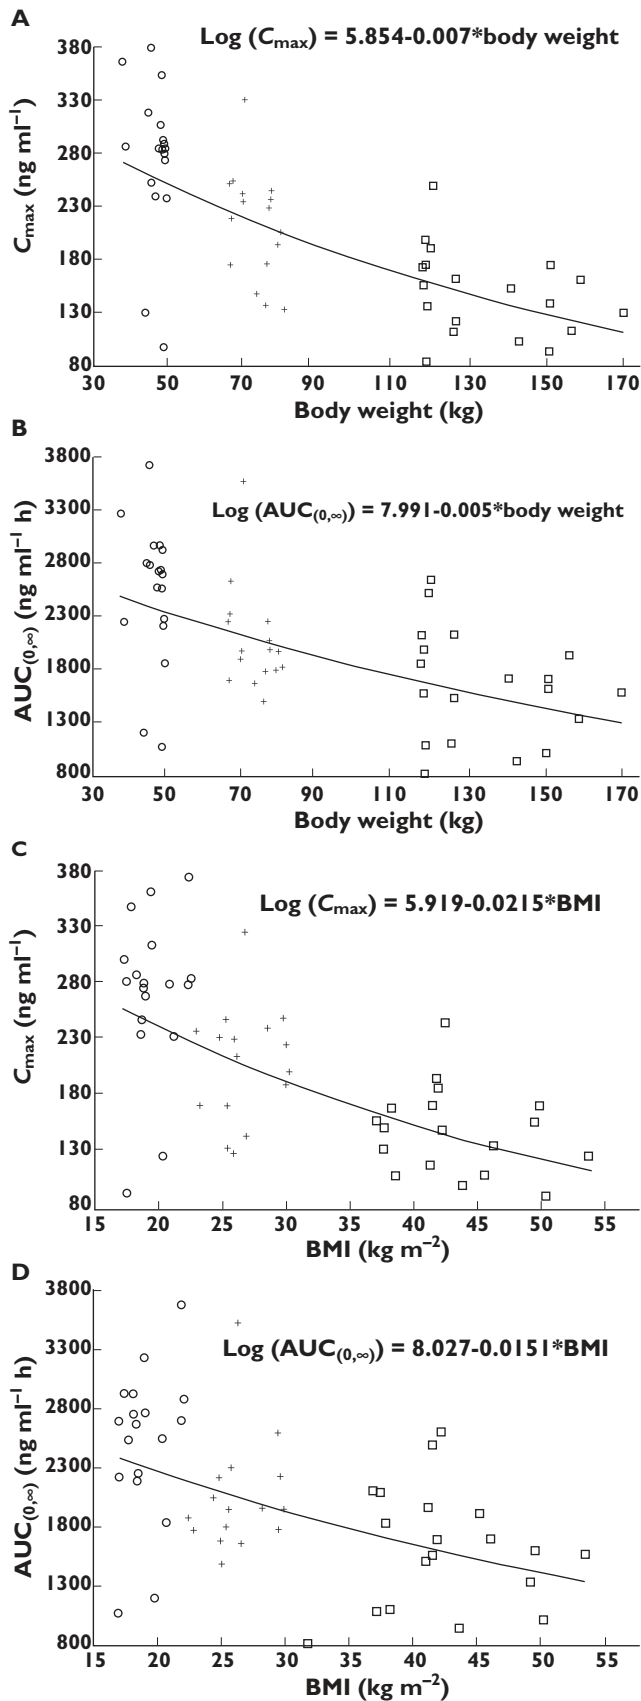 A
Log (Cmax) = 5.854-0.007*body weight
Cmax (ng ml–1)
380
330
280
230
180
130
80
30 50 70 90 110 130 150 170
Body weight (kg)
B
Log (AUC(0,∞)) = 7.991-0.005*body weight
AUC(0,∞) (ng ml–1 h)
3800
3300
2800
2300
1800
1300
800
30 50 70 90 110 130 150 170
Body weight (kg)
C
Log (Cmax) = 5.919-0.0215*BMI
Cmax (ng ml–1)
380
330
280
230
180
130
80
15 20 25 30 35 40 45 50 55
BMI (kg m–2)
D
Log (AUC(0,∞)) = 8.027-0.0151*BMI
AUC(0,∞) (ng ml–1 h)
3800
3300
2800
2300
1800
1300
800
15 20 25 30 35 40 45 50 55
BMI (kg m–2)